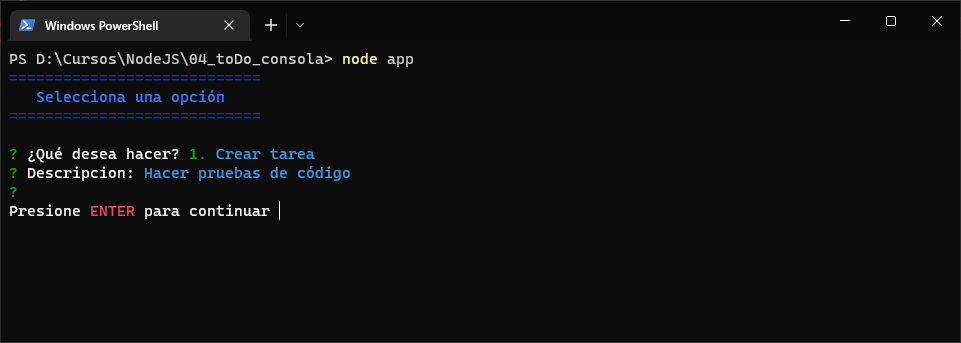 Windows PowerShell
PS D:\Cursos\NodeJS\04_toDo_consola> node app
============================
Selecciona una opción
============================
? ¿Qué desea hacer? 1. Crear tarea
? Descripcion: Hacer pruebas de código
?
Presione ENTER para continuar